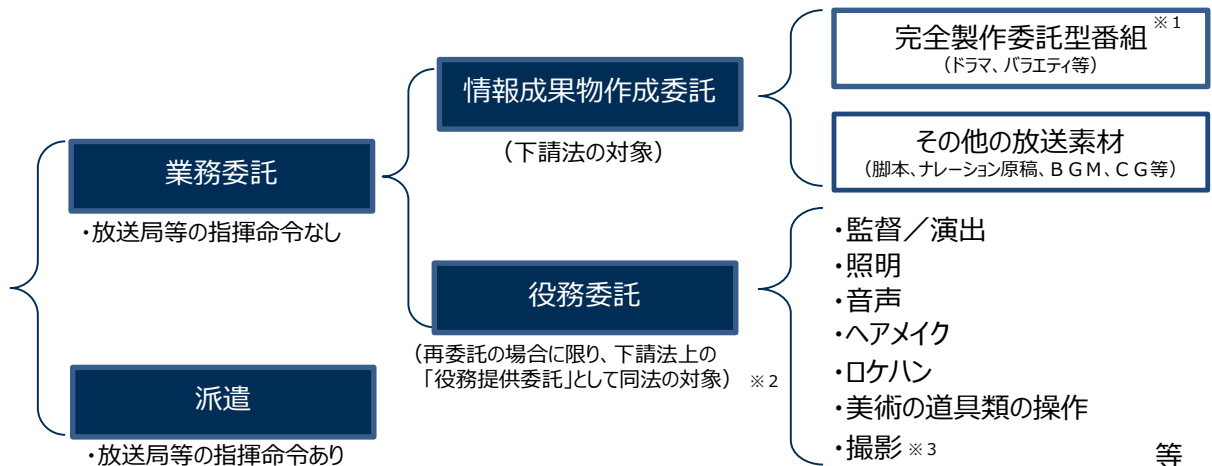 業務委託
・放送局等の指揮命令なし
派遣
・放送局等の指揮命令あり
情報成果物作成委託
（下請法の対象）
役務委託
（再委託の場合に限り、下請法上の
「役務提供委託」として同法の対象） ※2
完全製作委託型番組 ※1
（ドラマ、バラエティ等）
その他の放送素材
（脚本、ナレーション原稿、ＢＧＭ、ＣＧ等）
・監督／演出
・照明
・音声
・ヘアメイク
・ロケハン
・美術の道具類の操作
・撮影 ※3 等